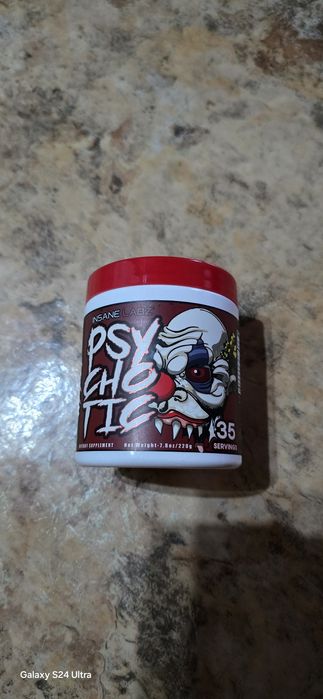 INSANE LABZ
PSY
CHO
TIC
35
SERVINGS
DIETARY SUPPLEMENT Net Weight-7.8oz/220g
Galaxy S24 Ultra